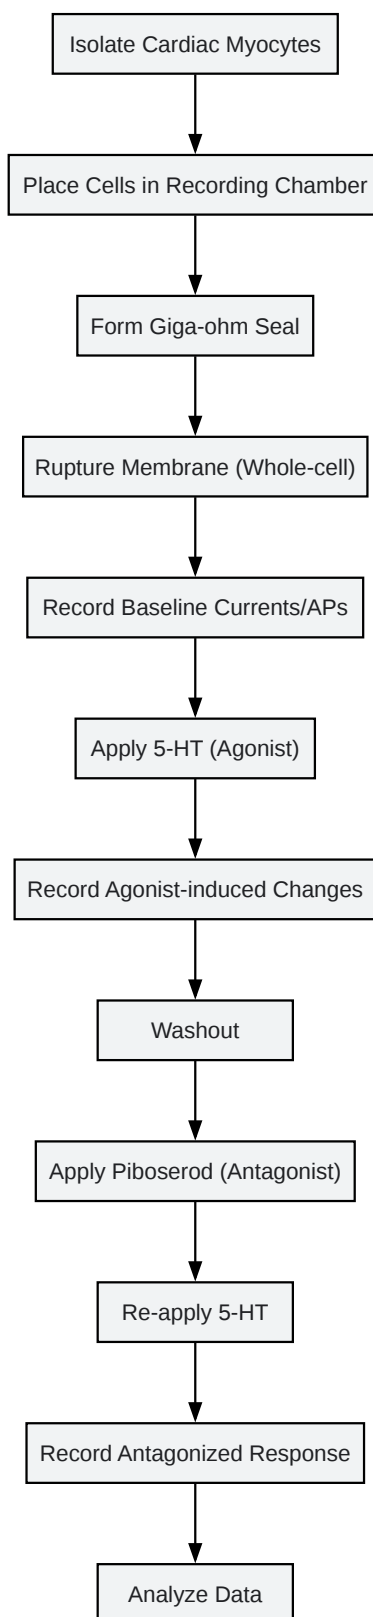 Isolate Cardiac Myocytes
Place Cells in Recording Chamber
Form Giga-ohm Seal
Rupture Membrane (Whole-cell)
Record Baseline Currents/APs
Apply 5-HT (Agonist)
Record Agonist-induced Changes
Washout
Apply Piboserod (Antagonist)
Re-apply 5-HT
Record Antagonized Response
Analyze Data